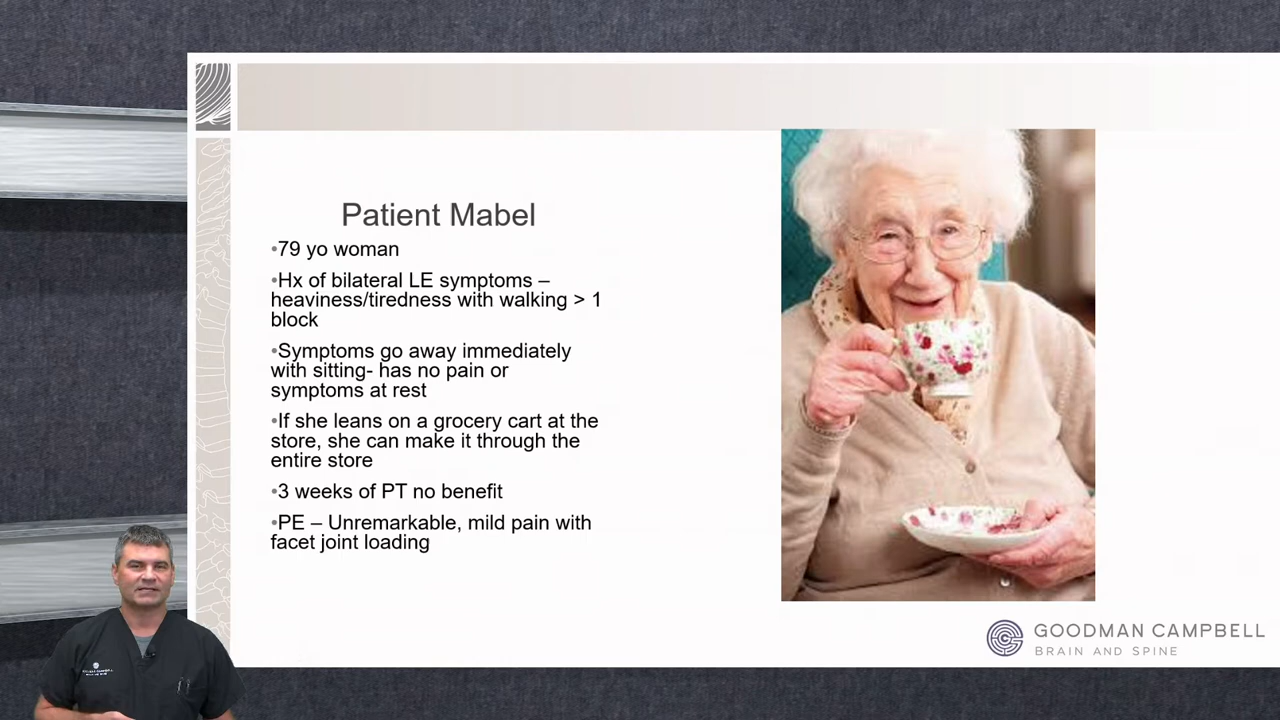 Patient Mabel
•79 yo woman
•Hx of bilateral LE symptoms –
heaviness/tiredness with walking > 1
block
•Symptoms go away immediately
with sitting- has no pain or
symptoms at rest
•If she leans on a grocery cart at the
store, she can make it through the
entire store
•3 weeks of PT no benefit
•PE – Unremarkable, mild pain with
facet joint loading
GOODMAN CAMPBELL
BRAIN AND SPINE